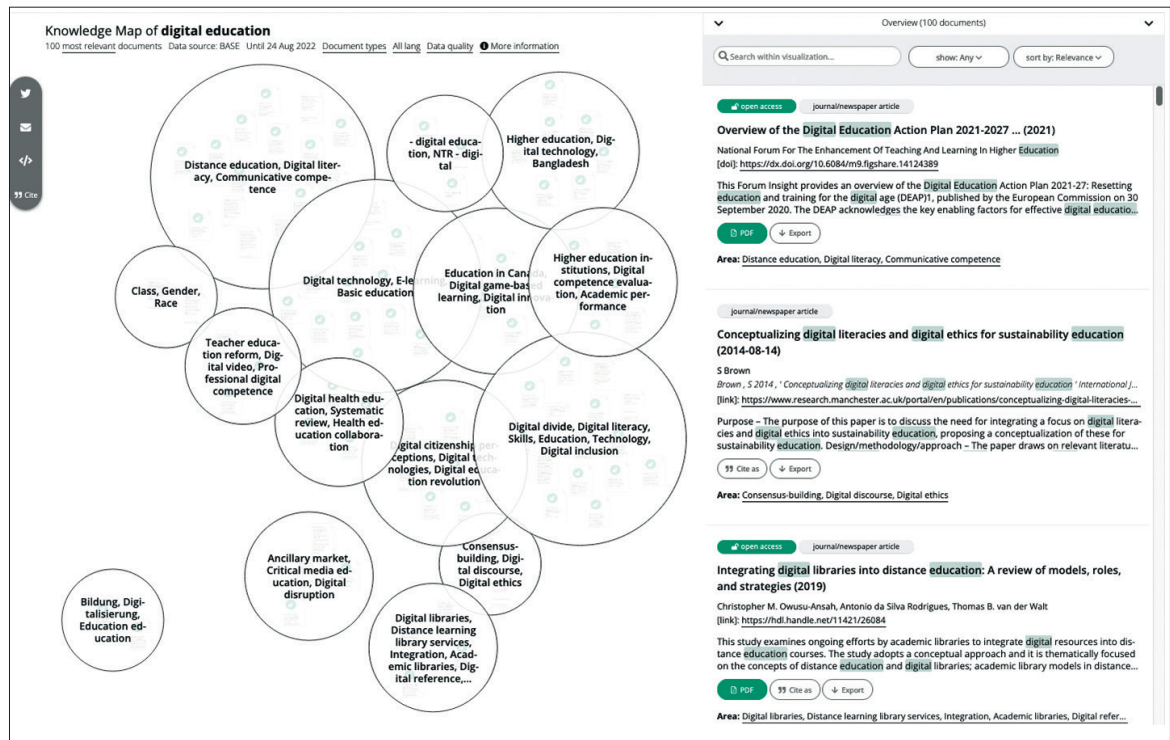 Knowledge Map of digital education
100 most relevant documents Data source: BASE Until 24 Aug 2022 Document types All lang Data quality More information
Cite
Distance education, Digital liter-
acy, Communicative compe-
tence
- digital educa-
tion, NTR - digi-
tal
Higher education, Dig-
ital technology,
Bangladesh
Digital technology, E-learning,
Basic education
Education in Canada,
Digital game-based
learning, Digital innova-
tion
Higher education in-
stitutions, Digital
competence evalua-
tion, Academic per-
formance
Class, Gender,
Race
Teacher educa-
tion reform, Dig-
ital video, Pro-
fessional digital
competence
Digital health edu-
cation, Systematic
review, Health ed-
ucation collabora-
tion
Digital citizenship per-
ceptions, Digital tech-
nologies, Digital educa-
tion revolution
Digital divide, Digital literacy,
Skills, Education, Technology,
Digital inclusion
Ancillary market,
Critical media ed-
ucation, Digital
disruption
Consensus-
building, Digi-
tal discourse,
Digital ethics
Bildung, Digi-
talisierung,
Education ed-
ucation
Digital libraries,
Distance learning
library services,
Integration, Acad-
emic libraries, Dig-
ital reference,...
Overview (100 documents)
Search within visualization...
show: Any
sort by: Relevance
open access journal/newspaper article
Overview of the Digital Education Action Plan 2021-2027 ... (2021)
National Forum For The Enhancement Of Teaching And Learning In Higher Education
[doi]: https://dx.doi.org/10.6084/m9.figshare.14124389
This Forum Insight provides an overview of the Digital Education Action Plan 2021-27: Resetting
education and training for the digital age (DEAP)1, published by the European Commission on 30
September 2020. The DEAP acknowledges the key enabling factors for effective digital educatio...
PDF Export
Area: Distance education, Digital literacy, Communicative competence
journal/newspaper article
Conceptualizing digital literacies and digital ethics for sustainability education
(2014-08-14)
S Brown
Brown , S 2014 , ' Conceptualizing digital literacies and digital ethics for sustainability education ' International J...
[link]: https://www.research.manchester.ac.uk/portal/en/publications/conceptualizing-digital-literacies-...
Purpose – The purpose of this paper is to discuss the need for integrating a focus on digital litera-
cies and digital ethics into sustainability education, proposing a conceptualization of these for
sustainability education. Design/methodology/approach – The paper draws on relevant literatu...
Cite as Export
Area: Consensus-building, Digital discourse, Digital ethics
open access journal/newspaper article
Integrating digital libraries into distance education: A review of models, roles,
and strategies (2019)
Christopher M. Owusu-Ansah, Antonio da Silva Rodrigues, Thomas B. van der Walt
[link]: https://hdl.handle.net/11421/26084
This study examines ongoing efforts by academic libraries to integrate digital resources into dis-
tance education courses. The study adopts a conceptual approach and it is thematically focused
on the concepts of distance education and digital libraries; academic library models in distance...
PDF Cite as Export
Area: Digital libraries, Distance learning library services, Integration, Academic libraries, Digital refer...